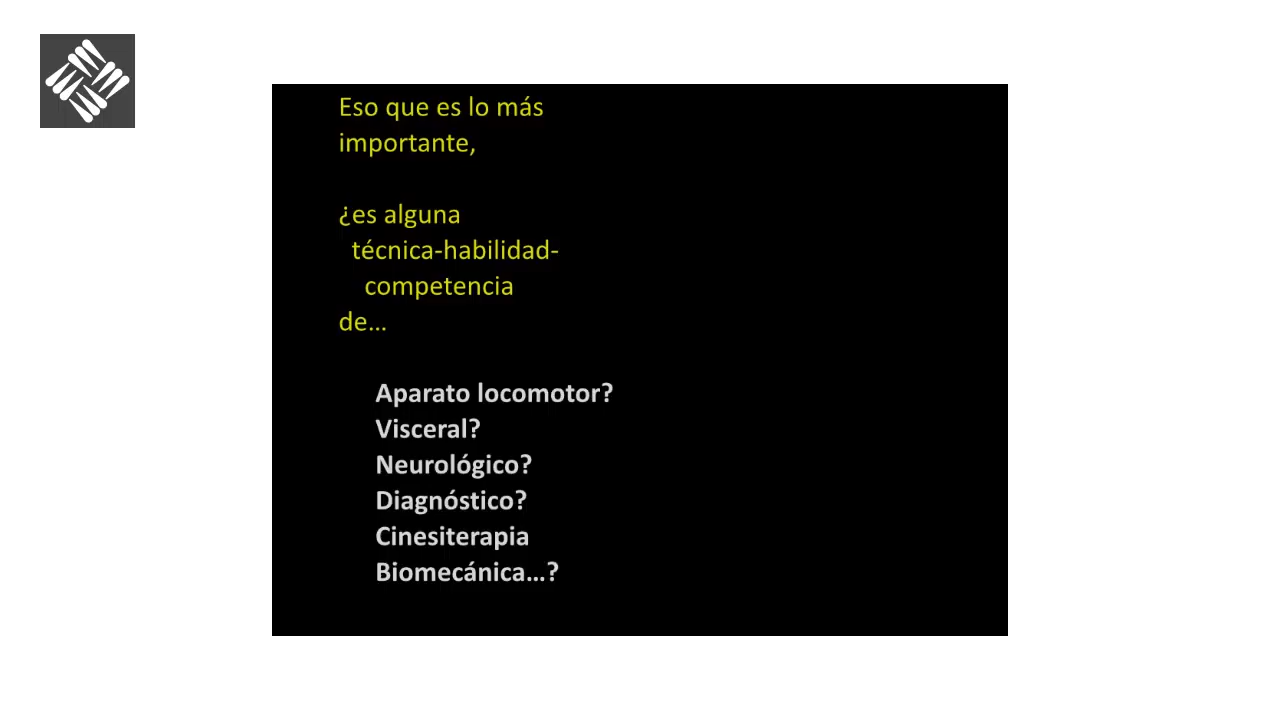 Eso que es lo más
importante,
¿es alguna
técnica-habilidad-
competencia
de…
Aparato locomotor?
Visceral?
Neurológico?
Diagnóstico?
Cinesiterapia
Biomecánica…?